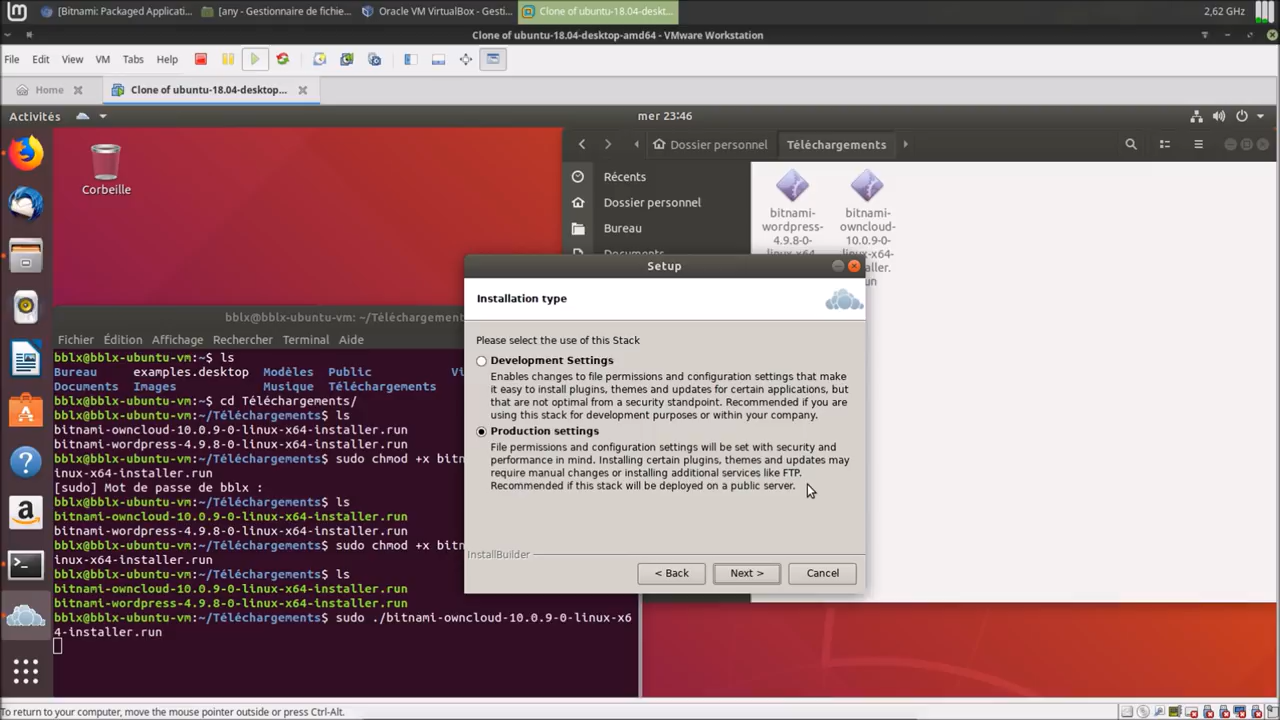 [Bitnami: Packaged Applicati...
[any - Gestionnaire de fichie...
Oracle VM VirtualBox - Gesti...
Clone of ubuntu-18.04-deskt...
2,62 GHz
Clone of ubuntu-18.04-desktop-amd64 - VMware Workstation
File Edit View VM Tabs Help
Home
Clone of ubuntu-18.04-desktop...
Activités
mer 23:46
Corbeille
Dossier personnel
Téléchargements
Récents
Dossier personnel
Bureau
Documents
bitnami-
wordpress-
4.9.8-0-
linux-x64-
bitnami-
owncloud-
10.0.9-0-
linux-x64-
installer.
run
bblx@bblx-ubuntu-vm: ~/Téléchargement
Fichier Édition Affichage Rechercher Terminal Aide
bblx@bblx-ubuntu-vm:~$ ls
Bureau examples.desktop Modèles Public Vi
Documents Images Musique Téléchargements
bblx@bblx-ubuntu-vm:~$ cd Téléchargements/
bblx@bblx-ubuntu-vm:~/Téléchargements$ ls
bitnami-owncloud-10.0.9-0-linux-x64-installer.run
bitnami-wordpress-4.9.8-0-linux-x64-installer.run
bblx@bblx-ubuntu-vm:~/Téléchargements$ sudo chmod +x bitn
inux-x64-installer.run
[sudo] Mot de passe de bblx :
bblx@bblx-ubuntu-vm:~/Téléchargements$ ls
bitnami-owncloud-10.0.9-0-linux-x64-installer.run
bitnami-wordpress-4.9.8-0-linux-x64-installer.run
bblx@bblx-ubuntu-vm:~/Téléchargements$ sudo chmod +x bitn
inux-x64-installer.run
bblx@bblx-ubuntu-vm:~/Téléchargements$ ls
bitnami-owncloud-10.0.9-0-linux-x64-installer.run
bitnami-wordpress-4.9.8-0-linux-x64-installer.run
bblx@bblx-ubuntu-vm:~/Téléchargements$ sudo ./bitnami-owncloud-10.0.9-0-linux-x6
4-installer.run
Setup
Installation type
Please select the use of this Stack
Development Settings
Enables changes to file permissions and configuration settings that make
it easy to install plugins, themes and updates for certain applications, but
that are not optimal from a security standpoint. Recommended if you are
using this stack for development purposes or within your company.
Production settings
File permissions and configuration settings will be set with security and
performance in mind. Installing certain plugins, themes and updates may
require manual changes or installing additional services like FTP.
Recommended if this stack will be deployed on a public server.
InstallBuilder
< Back
Next >
Cancel
To return to your computer, move the mouse pointer outside or press Ctrl-Alt.